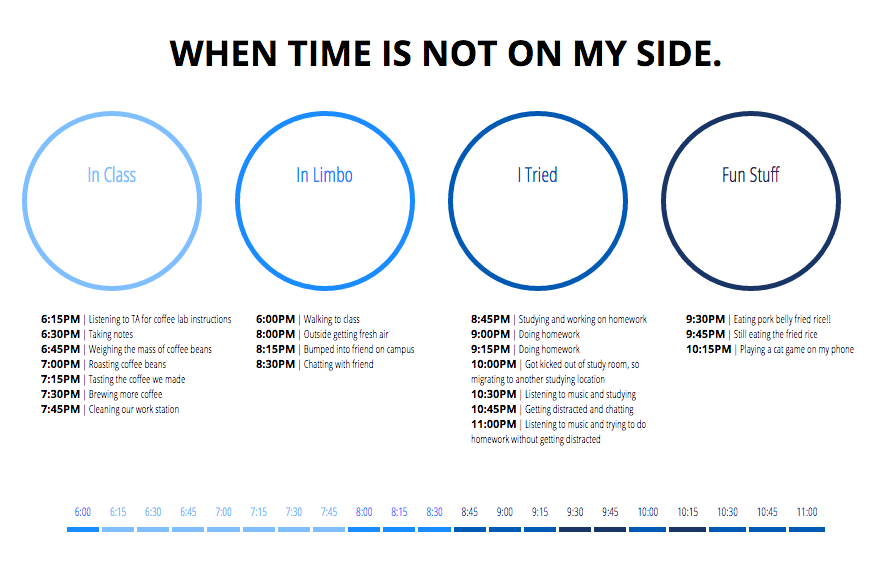 WHEN TIME IS NOT ON MY SIDE.
In Class
In Limbo
I Tried
Fun Stuff
6:15PM | Listening to TA for coffee lab instructions
6:30PM | Taking notes
6:45PM | Weighing the mass of coffee beans
7:00PM | Roasting coffee beans
7:15PM | Tasting the coffee we made
7:30PM | Brewing more coffee
7:45PM | Cleaning our work station
6:00PM | Walking to class
8:00PM | Outside getting fresh air
8:15PM | Bumped into friend on campus
8:30PM | Chatting with friend
8:45PM | Studying and working on homework
9:00PM | Doing homework
9:15PM | Doing homework
10:00PM | Got kicked out of study room, so
migrating to another studying location
10:30PM | Listening to music and studying
10:45PM | Getting distracted and chatting
11:00PM | Listening to music and trying to do
homework without getting distracted
9:30PM | Eating pork belly fried rice!!
9:45PM | Still eating the fried rice
10:15PM | Playing a cat game on my phone
6:00 6:15 6:30 6:45 7:00 7:15 7:30 7:45 8:00 8:15 8:30 8:45 9:00 9:15 9:30 9:45 10:00 10:15 10:30 10:45 11:00